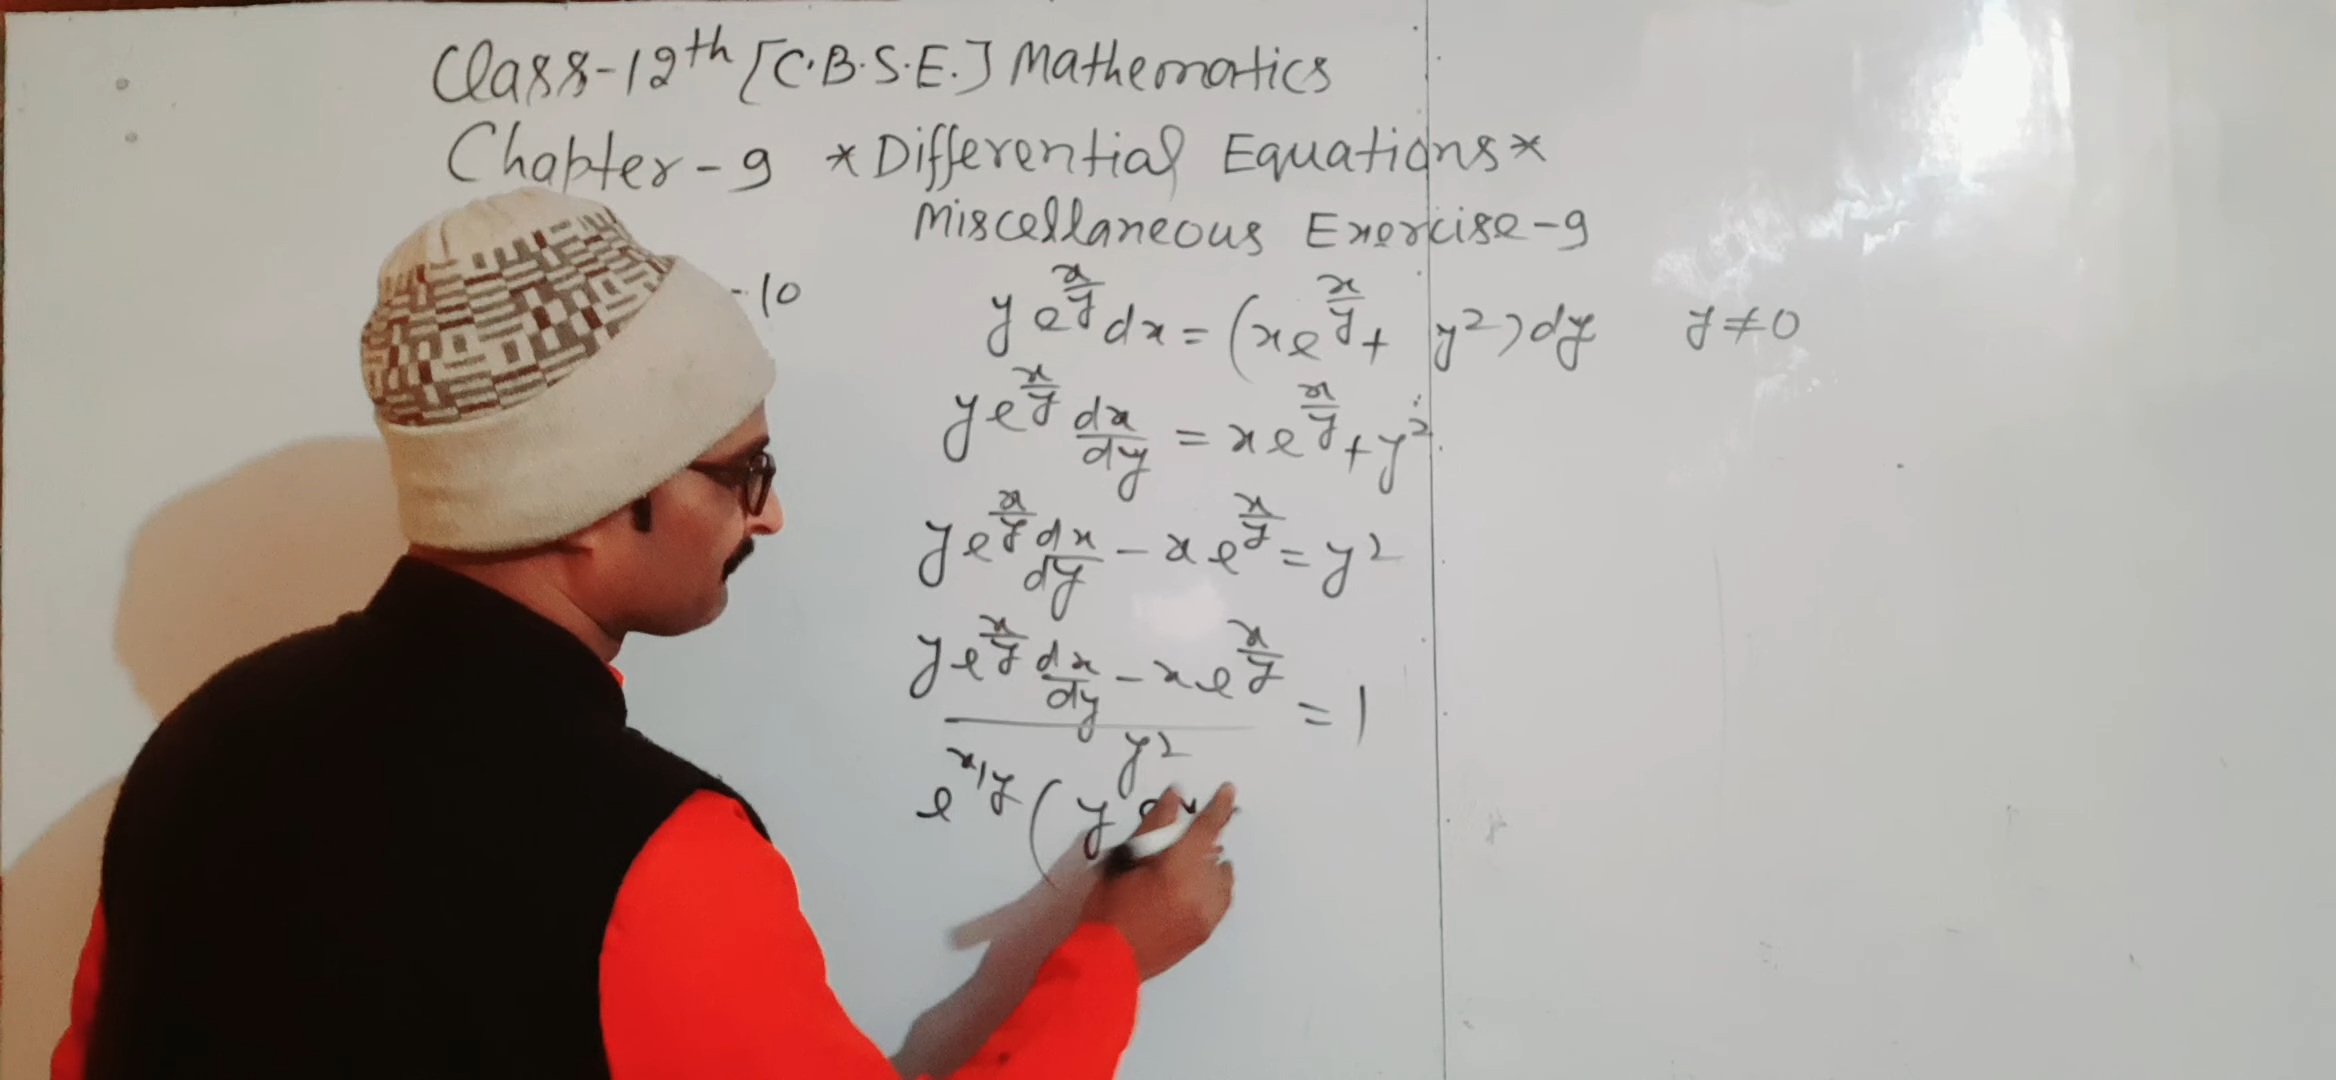 Class-12th [C.B.S.E.] Mathematics
Chapter-9 *Differential Equations*
Miscellaneous Exercise-9
-10 y e^{x/y} dx = (x e^{x/y} + y²) dy y ≠ 0
y e^{x/y} dx/dy = x e^{x/y} + y²
y e^{x/y} dx/dy - x e^{x/y} = y²
(y e^{x/y} dx/dy - x e^{x/y}) / y² = 1
e^{x/y} ( y